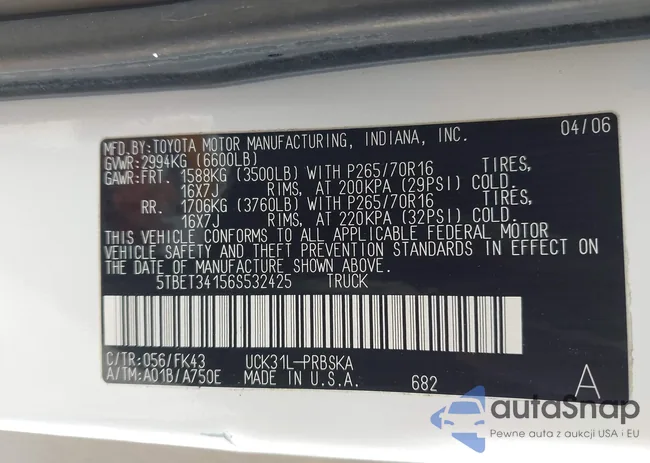 MFD.BY:TOYOTA MOTOR MANUFACTURING, INDIANA, INC. 04/06
GVWR:2994KG (6600LB)
GAWR:FRT. 1588KG (3500LB) WITH P265/70R16 TIRES,
16X7J RIMS, AT 200KPA (29PSI) COLD.
RR. 1706KG (3760LB) WITH P265/70R16 TIRES,
16X7J RIMS, AT 220KPA (32PSI) COLD.
THIS VEHICLE CONFORMS TO ALL APPLICABLE FEDERAL MOTOR
VEHICLE SAFETY AND THEFT PREVENTION STANDARDS IN EFFECT ON
THE DATE OF MANUFACTURE SHOWN ABOVE.
5TBET34156S532425 TRUCK
C/TR:056/FK43 UCK31L-PRBSKA
A/TM:A01B/A750E MADE IN U.S.A. 682 A
autoSnap
Pewne auta z aukcji USA i EU